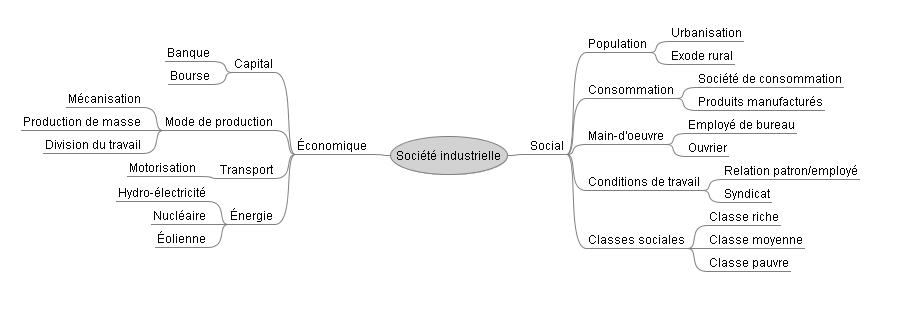 Société industrielle
Économique
Capital
Banque
Bourse
Mode de production
Mécanisation
Production de masse
Division du travail
Transport
Motorisation
Énergie
Hydro-électricité
Nucléaire
Éolienne
Social
Population
Urbanisation
Exode rural
Consommation
Société de consommation
Produits manufacturés
Main-d'oeuvre
Employé de bureau
Ouvrier
Conditions de travail
Relation patron/employé
Syndicat
Classes sociales
Classe riche
Classe moyenne
Classe pauvre